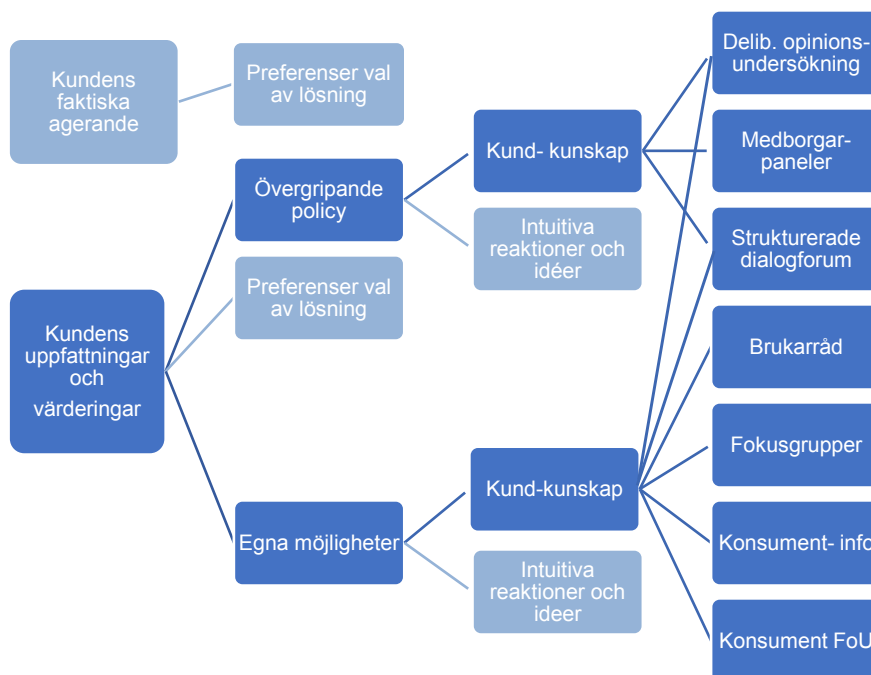 Kundens
faktiska
agerande
Preferenser val
av lösning
Övergripande
policy
Preferenser val
av lösning
Kundens
uppfattningar
och
värderingar
Egna möjligheter
Kund- kunskap
Intuitiva
reaktioner och
idéer
Kund-kunskap
Intuitiva
reaktioner och
ideer
Delib. opinions-
undersökning
Medborgar-
paneler
Strukturerade
dialogforum
Brukarråd
Fokusgrupper
Konsument- info
Konsument FoU